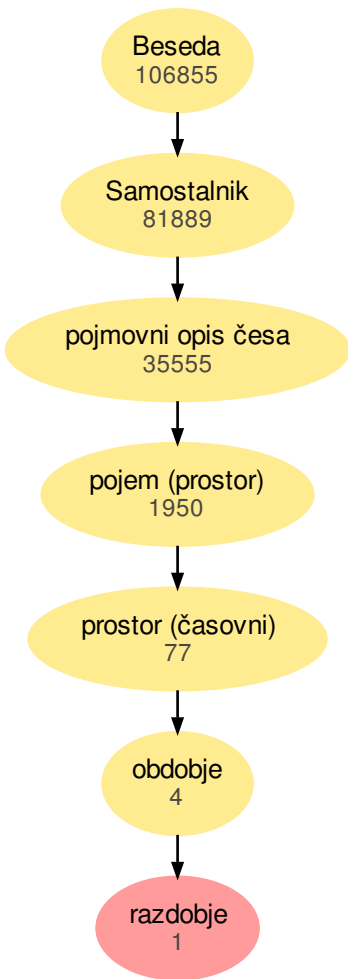 Beseda
106855
Samostalnik
81889
pojmovni opis česa
35555
pojem (prostor)
1950
prostor (časovni)
77
obdobje
4
razdobje
1